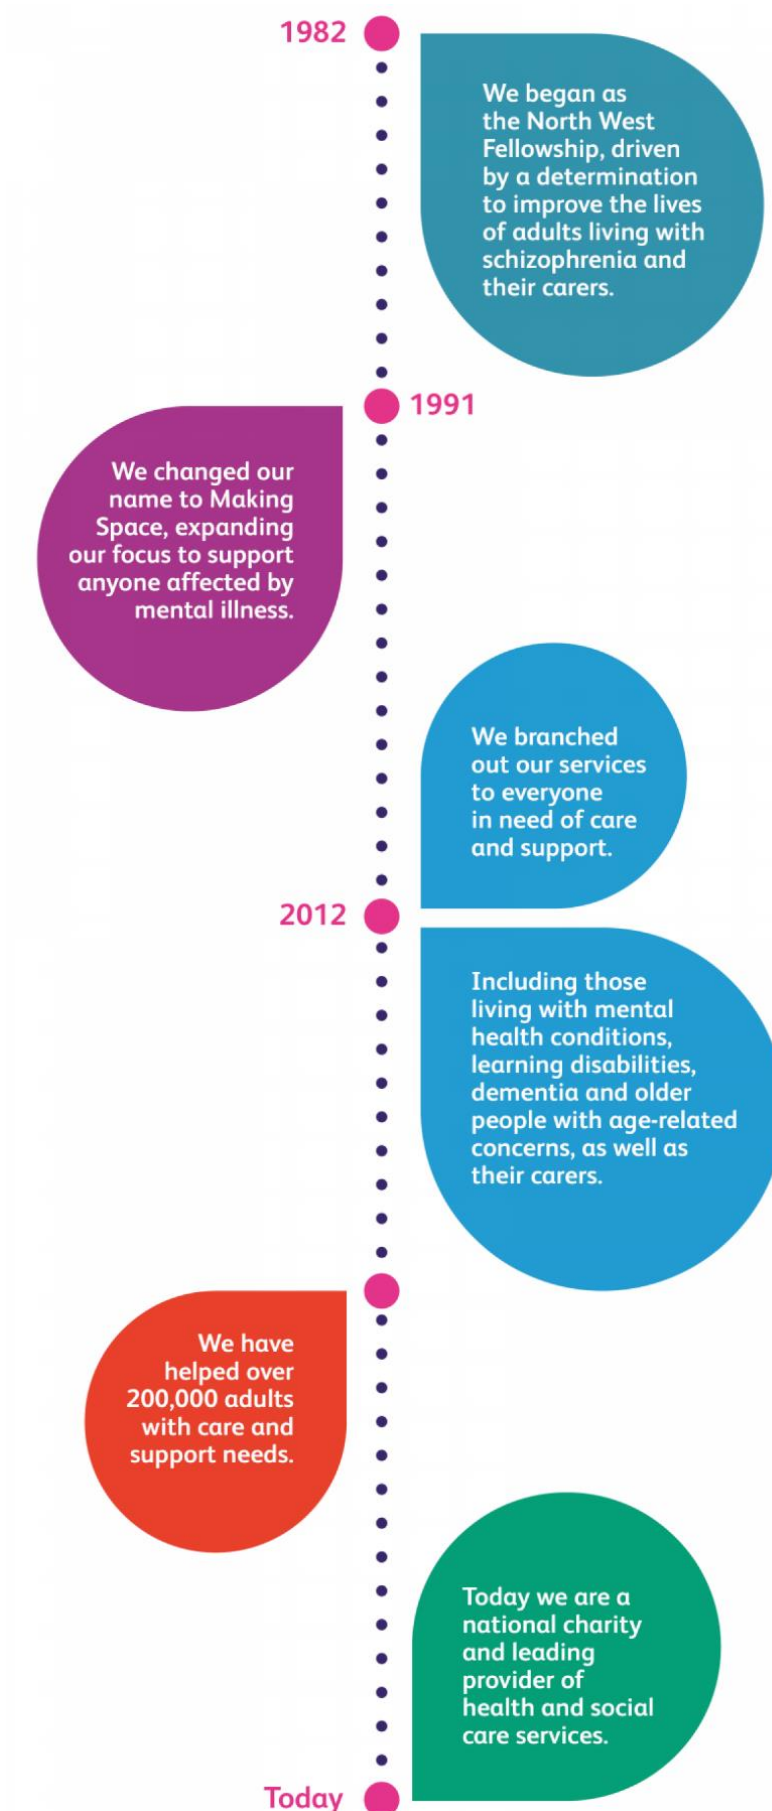 1982
We began as
the North West
Fellowship, driven
by a determination
to improve the lives
of adults living with
schizophrenia and
their carers.
1991
We changed our
name to Making
Space, expanding
our focus to support
anyone affected by
mental illness.
We branched
out our services
to everyone
in need of care
and support.
2012
Including those
living with mental
health conditions,
learning disabilities,
dementia and older
people with age-related
concerns, as well as
their carers.
We have
helped over
200,000 adults
with care and
support needs.
Today we are a
national charity
and leading
provider of
health and social
care services.
Today